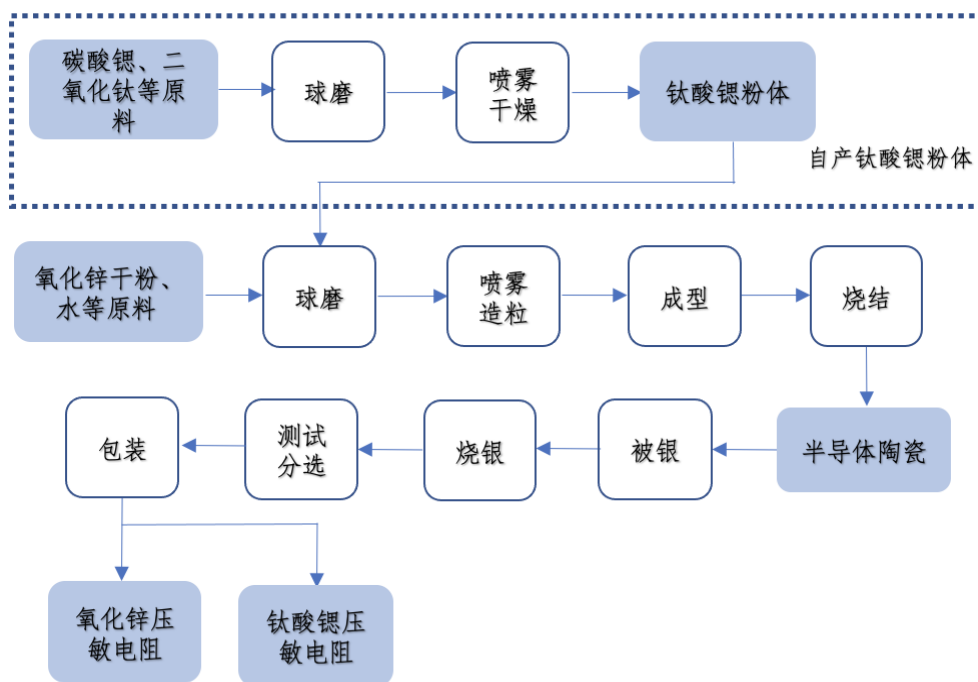 碳酸锶、二
氧化钛等原
料
球磨
喷雾
干燥
钛酸锶粉体
自产钛酸锶粉体
氧化锌干粉、
水等原料
球磨
喷雾
造粒
成型
烧结
包装
测试
分选
烧银
被银
半导体陶瓷
氧化锌压
敏电阻
钛酸锶压
敏电阻